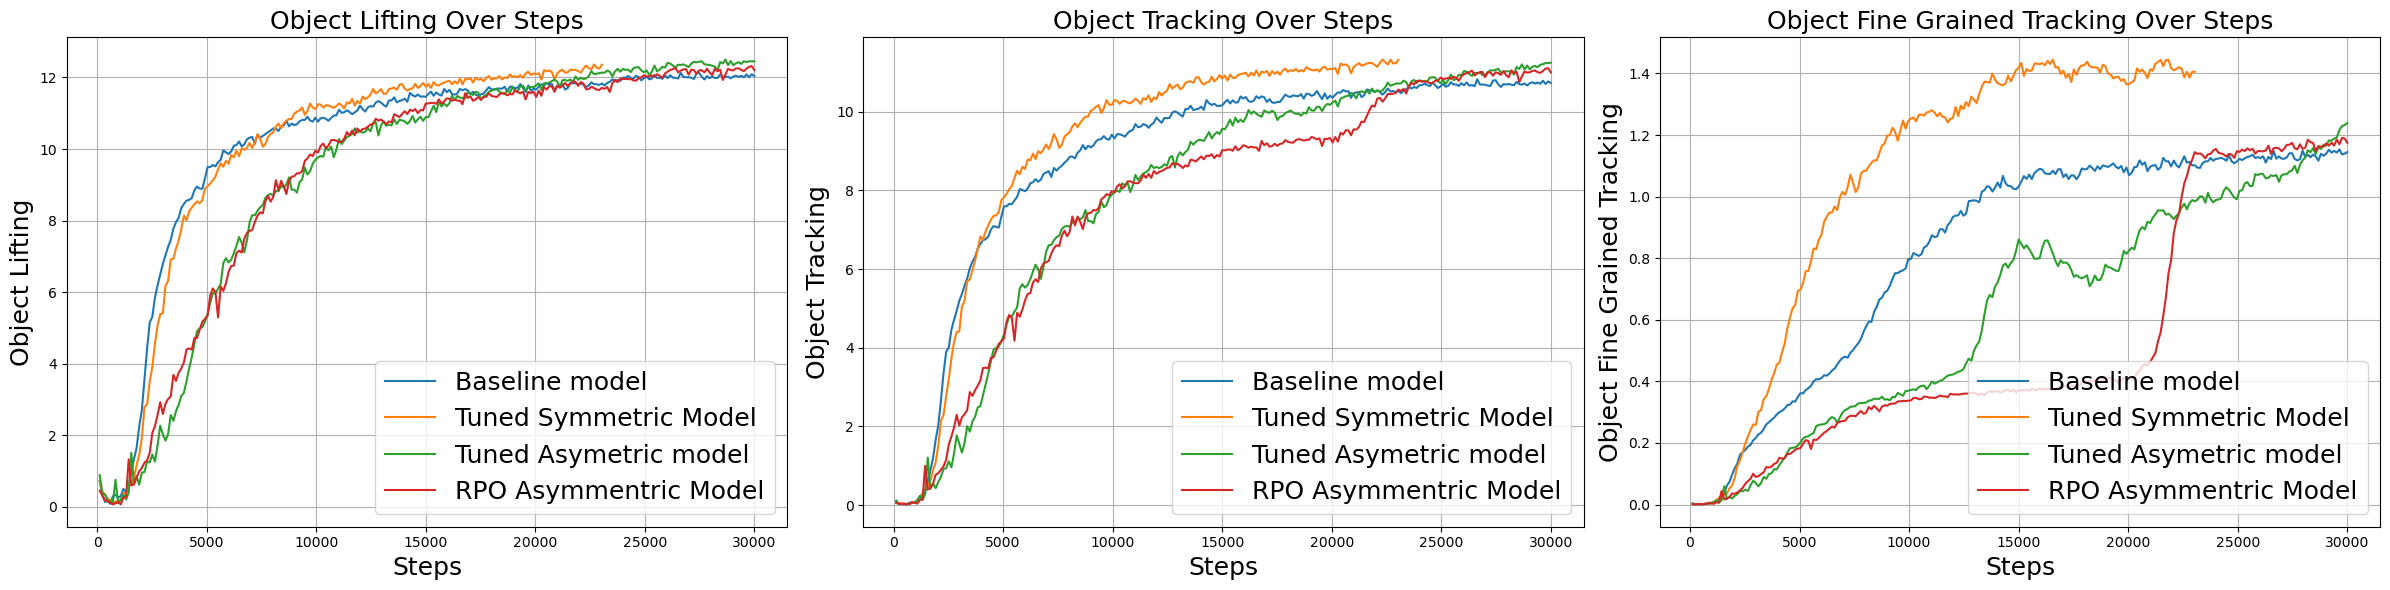 Object Lifting Over Steps
Object Lifting
12
10
8
6
4
2
0
0 5000 10000 15000 20000 25000 30000
Steps
Baseline model
Tuned Symmetric Model
Tuned Asymetric model
RPO Asymmentric Model
Object Tracking Over Steps
Object Tracking
10
8
6
4
2
0
0 5000 10000 15000 20000 25000 30000
Steps
Baseline model
Tuned Symmetric Model
Tuned Asymetric model
RPO Asymmentric Model
Object Fine Grained Tracking Over Steps
Object Fine Grained Tracking
1.4
1.2
1.0
0.8
0.6
0.4
0.2
0.0
0 5000 10000 15000 20000 25000 30000
Steps
Baseline model
Tuned Symmetric Model
Tuned Asymetric model
RPO Asymmentric Model